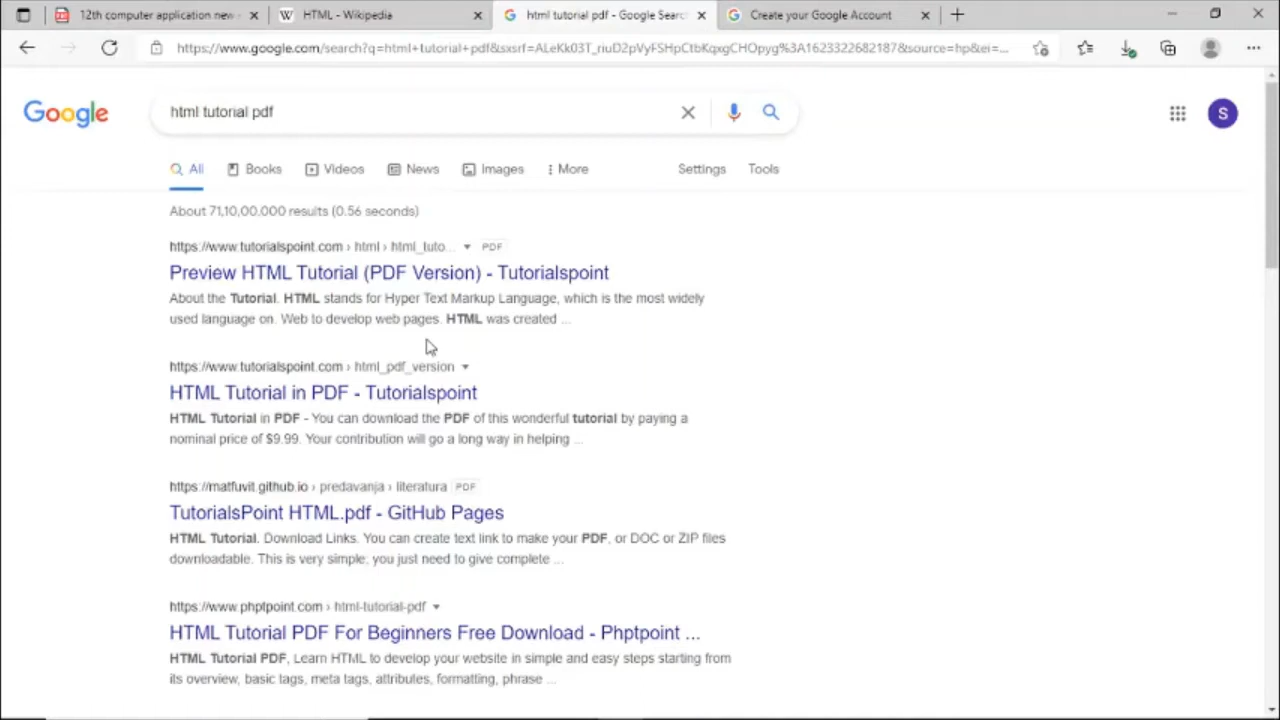 12th computer application new
HTML - Wikipedia
html tutorial pdf - Google Searc
Create your Google Account
https://www.google.com/search?q=html+tutorial+pdf&sxsrf=ALeKk03T_riuD2pVyFSHpCtbKqxgCHOpyg%3A1623322682187&source=hp&ei=...
Google
html tutorial pdf
S
All
Books
Videos
News
Images
More
Settings
Tools
About 71,10,00,000 results (0.56 seconds)
https://www.tutorialspoint.com › html › html_tuto... PDF
Preview HTML Tutorial (PDF Version) - Tutorialspoint
About the Tutorial. HTML stands for Hyper Text Markup Language, which is the most widely
used language on. Web to develop web pages. HTML was created ...
https://www.tutorialspoint.com › html_pdf_version
HTML Tutorial in PDF - Tutorialspoint
HTML Tutorial in PDF - You can download the PDF of this wonderful tutorial by paying a
nominal price of $9.99. Your contribution will go a long way in helping ...
https://matfuvit.github.io › predavanja › literatura PDF
TutorialsPoint HTML.pdf - GitHub Pages
HTML Tutorial. Download Links. You can create text link to make your PDF, or DOC or ZIP files
downloadable. This is very simple; you just need to give complete ...
https://www.phptpoint.com › html-tutorial-pdf
HTML Tutorial PDF For Beginners Free Download - Phptpoint ...
HTML Tutorial PDF, Learn HTML to develop your website in simple and easy steps starting from
its overview, basic tags, meta tags, attributes, formatting, phrase ...